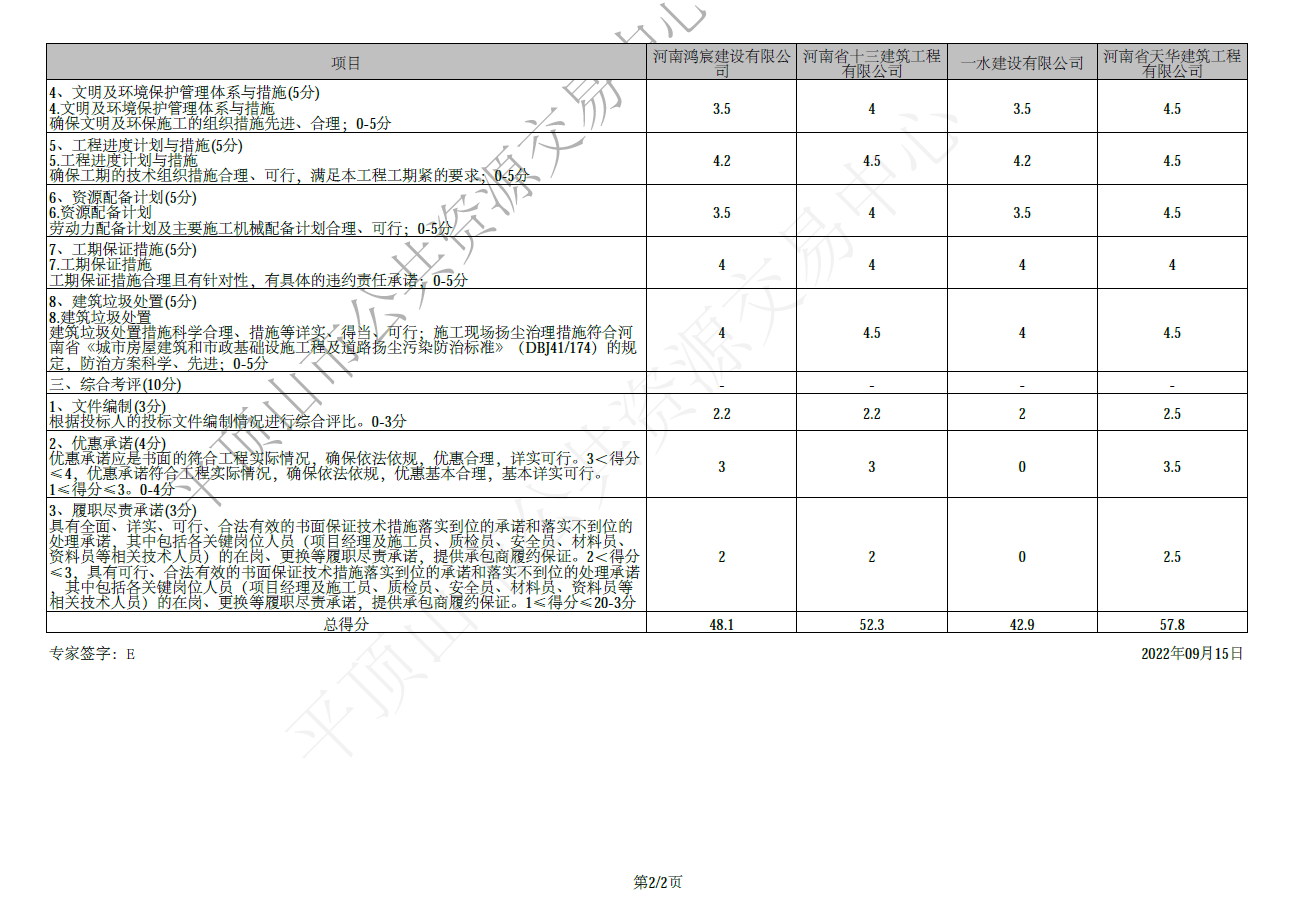 项目
河南鸿宸建设有限公
司
河南省十三建筑工程
有限公司
一水建设有限公司
河南省天华建筑工程
有限公司
4、文明及环境保护管理体系与措施(5分)
4.文明及环境保护管理体系与措施
确保文明及环保施工的组织措施先进、合理；0-5分
3.5
4
3.5
4.5
5、工程进度计划与措施(5分)
5.工程进度计划与措施
确保工期的技术组织措施合理、可行，满足本工程工期紧的要求；0-5分
4.2
4.5
4.2
4.5
6、资源配备计划(5分)
6.资源配备计划
劳动力配备计划及主要施工机械配备计划合理、可行；0-5分
3.5
4
3.5
4.5
7、工期保证措施(5分)
7.工期保证措施
工期保证措施合理且有针对性，有具体的违约责任承诺；0-5分
4
4
4
4
8、建筑垃圾处置(5分)
8.建筑垃圾处置
建筑垃圾处置措施科学合理、措施等详实、得当、可行；施工现场扬尘治理措施符合河
南省《城市房屋建筑和市政基础设施工程及道路扬尘污染防治标准》（DBJ41/174）的规
定，防治方案科学、先进；0-5分
4
4.5
4
4.5
三、综合考评(10分)
-
-
-
-
1、文件编制(3分)
根据投标人的投标文件编制情况进行综合评比。0-3分
2.2
2.2
2
2.5
2、优惠承诺(4分)
优惠承诺应是书面的符合工程实际情况，确保依法依规，优惠合理，详实可行。3＜得分
≤4，优惠承诺符合工程实际情况，确保依法依规，优惠基本合理，基本详实可行。
1≤得分≤3。0-4分
3
3
0
3.5
3、履职尽责承诺(3分)
具有全面、详实、可行、合法有效的书面保证技术措施落实到位的承诺和落实不到位的
处理承诺，其中包括各关键岗位人员（项目经理及施工员、质检员、安全员、材料员、
资料员等相关技术人员）的在岗、更换等履职尽责承诺，提供承包商履约保证。2＜得分
≤3，具有可行、合法有效的书面保证技术措施落实到位的承诺和落实不到位的处理承诺
，其中包括各关键岗位人员（项目经理及施工员、质检员、安全员、材料员、资料员等
相关技术人员）的在岗、更换等履职尽责承诺，提供承包商履约保证。1≤得分≤20-3分
2
2
0
2.5
总得分
48.1
52.3
42.9
57.8
专家签字：E
2022年09月15日
平顶山市公共资源交易中心
平顶山市公共资源交易中心
第2/2页